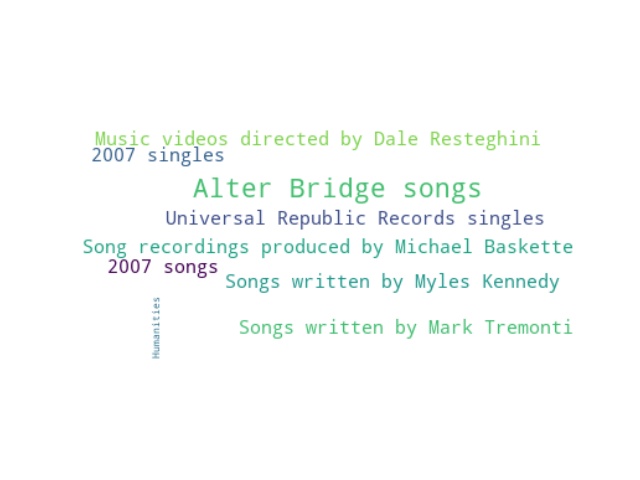 Music videos directed by Dale Resteghini
2007 singles
Alter Bridge songs
Universal Republic Records singles
Song recordings produced by Michael Baskette
2007 songs
Songs written by Myles Kennedy
Humanities
Songs written by Mark Tremonti